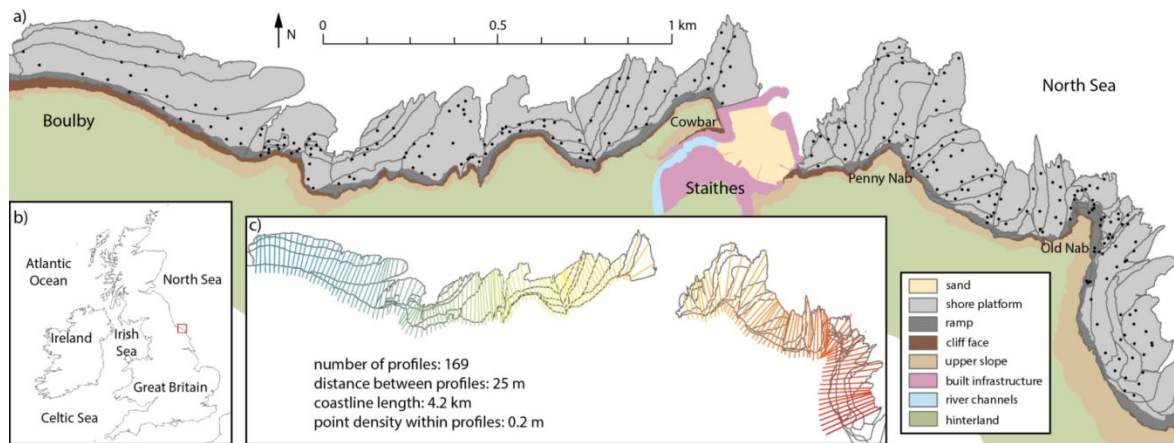 a)
N
0
0.5
1 km
North Sea
Boulby
Cowbar
Staithes
Penny Nab
Old Nab
b)
Atlantic
Ocean
North Sea
Ireland
Irish
Sea
Great Britain
Celtic Sea
c)
number of profiles: 169
distance between profiles: 25 m
coastline length: 4.2 km
point density within profiles: 0.2 m
sand
shore platform
ramp
cliff face
upper slope
built infrastructure
river channels
hinterland